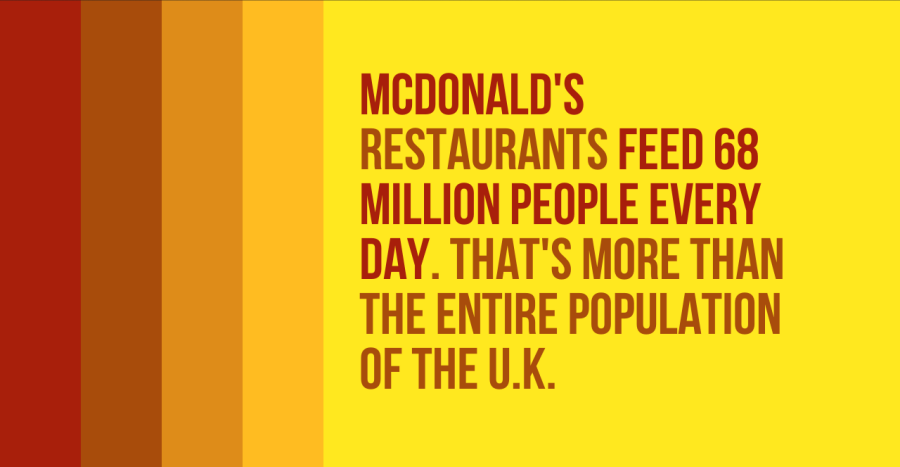 MCDONALD'S
RESTAURANTS FEED 68
MILLION PEOPLE EVERY
DAY. THAT'S MORE THAN
THE ENTIRE POPULATION
OF THE U.K.